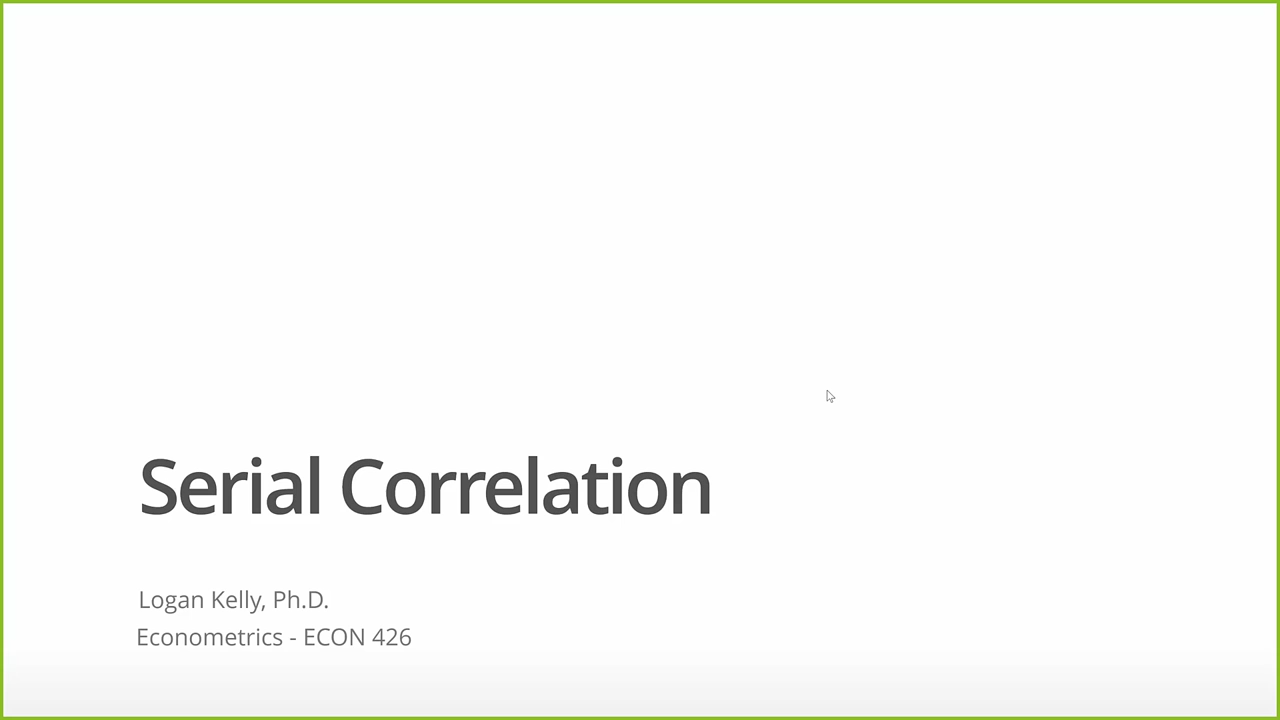 Serial Correlation
Logan Kelly, Ph.D.
Econometrics - ECON 426